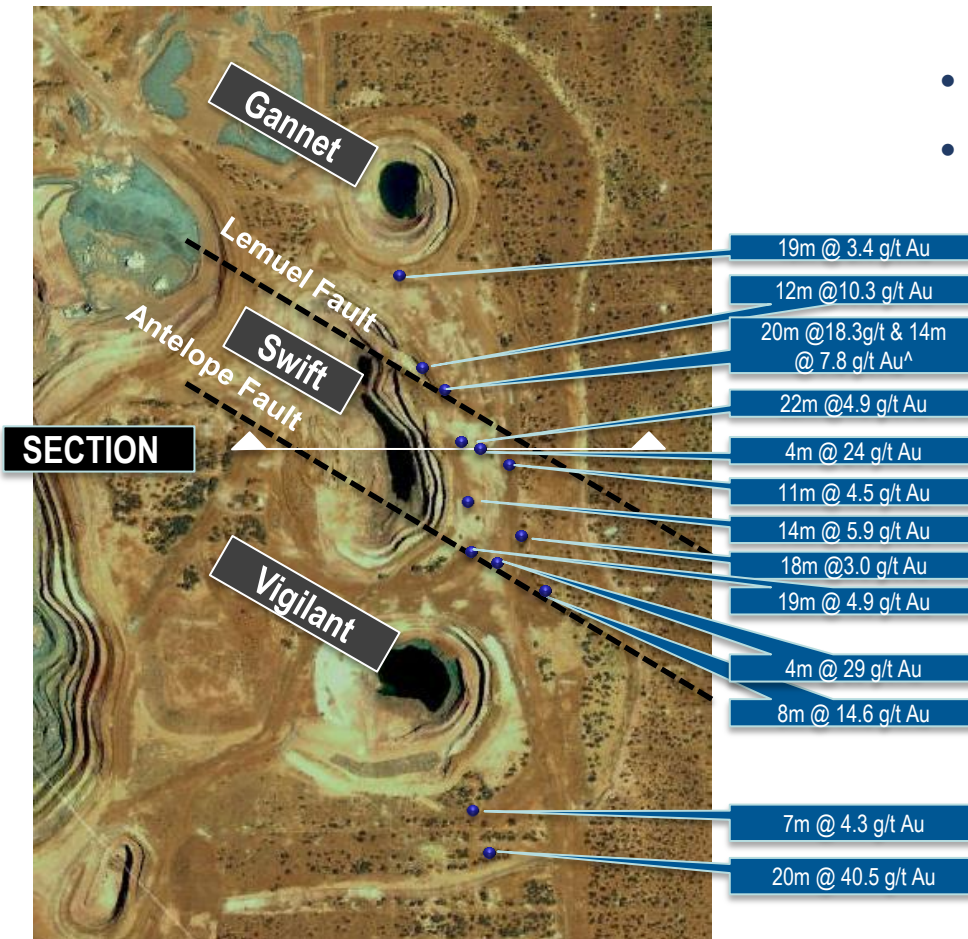 Gannet
Lemuel Fault
Antelope Fault
Swift
SECTION
Vigilant
19m @ 3.4 g/t Au
12m @10.3 g/t Au
20m @18.3g/t & 14m
@ 7.8 g/t Au^
22m @4.9 g/t Au
4m @ 24 g/t Au
11m @ 4.5 g/t Au
14m @ 5.9 g/t Au
18m @3.0 g/t Au
19m @ 4.9 g/t Au
4m @ 29 g/t Au
8m @ 14.6 g/t Au
7m @ 4.3 g/t Au
20m @ 40.5 g/t Au